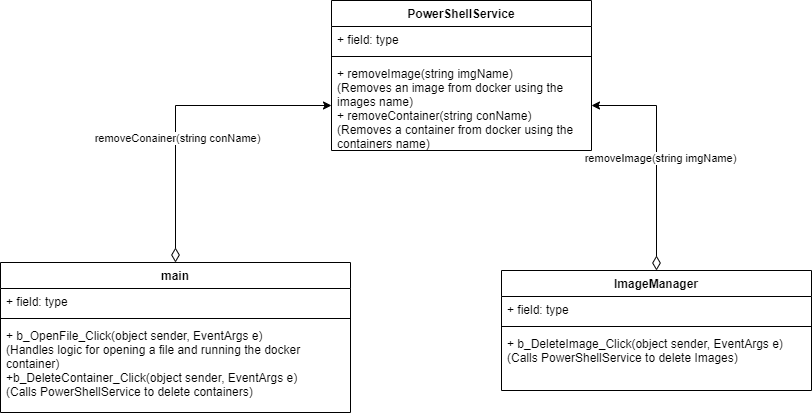 PowerShellService
+ field: type
+ removeImage(string imgName)
(Removes an image from docker using the
images name)
+ removeContainer(string conName)
(Removes a container from docker using the
containers name)
removeConainer(string conName)
removeImage(string imgName)
main
+ field: type
+ b_OpenFile_Click(object sender, EventArgs e)
(Handles logic for opening a file and running the docker
container)
+b_DeleteContainer_Click(object sender, EventArgs e)
(Calls PowerShellService to delete containers)
ImageManager
+ field: type
+ b_DeleteImage_Click(object sender, EventArgs e)
(Calls PowerShellService to delete Images)